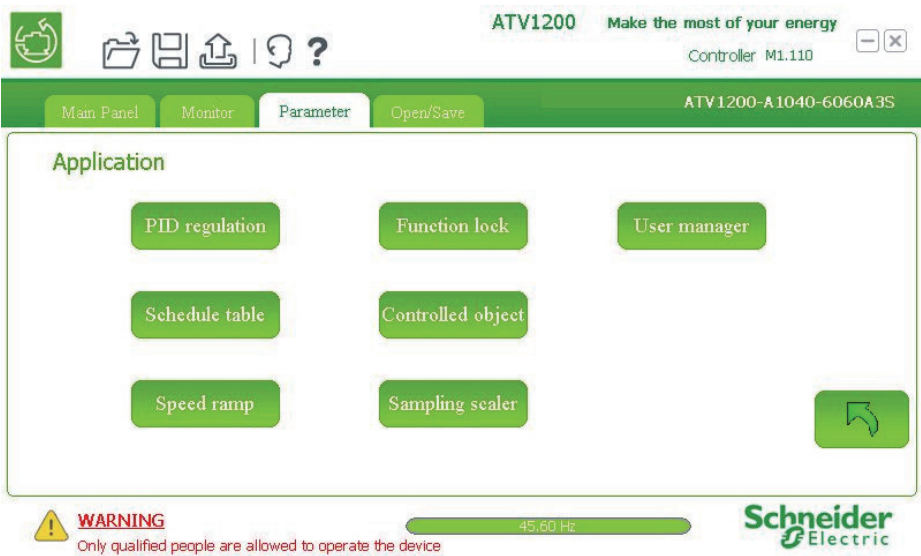 ATV1200 Make the most of your energy
?
Controller M1.110
Main Panel Monitor Parameter Open/Save ATV1200-A1040-6060A3S
Application
PID regulation Function lock User manager
Schedule table Controlled object
Speed ramp Sampling scaler
WARNING
Only qualified people are allowed to operate the device
45.60 Hz
Schneider
Electric